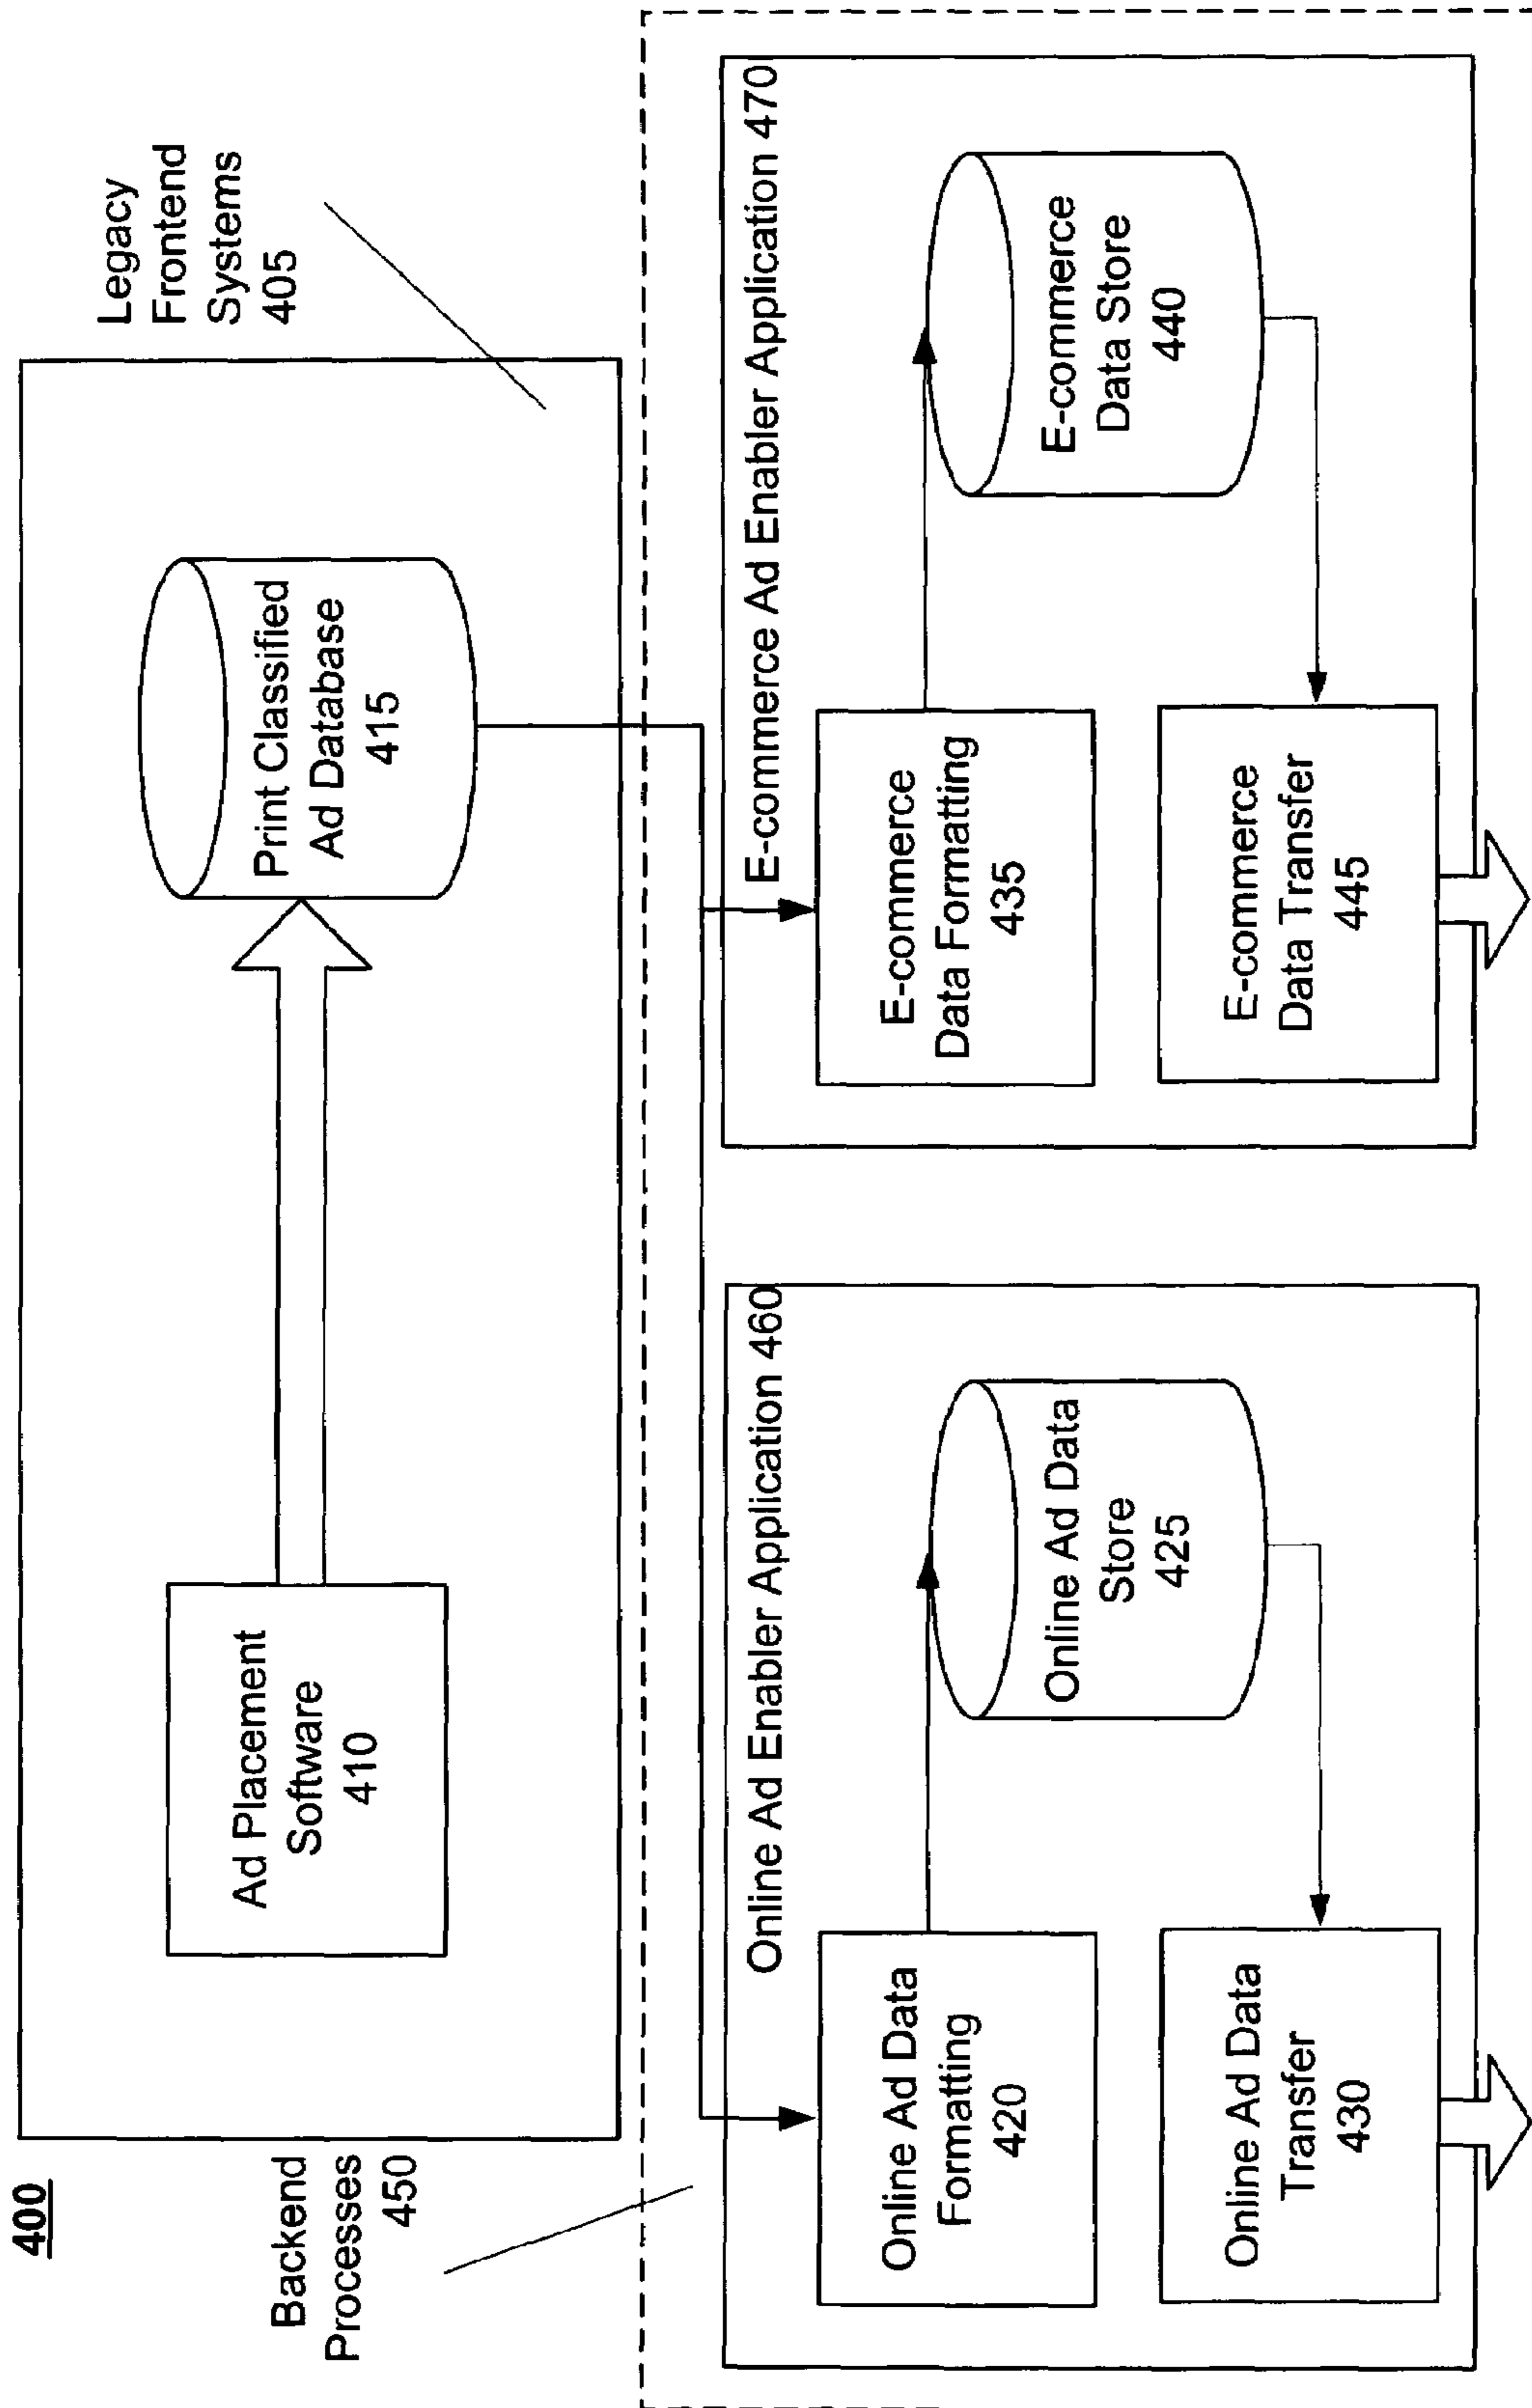 400
Legacy
Frontend
Systems
405
Ad Placement
Software
410
Print Classified
Ad Database
415
Backend
Processes
450
Online Ad Enabler Application 460
Online Ad Data
Formatting
420
Online Ad Data
Store
425
Online Ad Data
Transfer
430
E-commerce Ad Enabler Application 470
E-commerce
Data Formatting
435
E-commerce
Data Store
440
E-commerce
Data Transfer
445